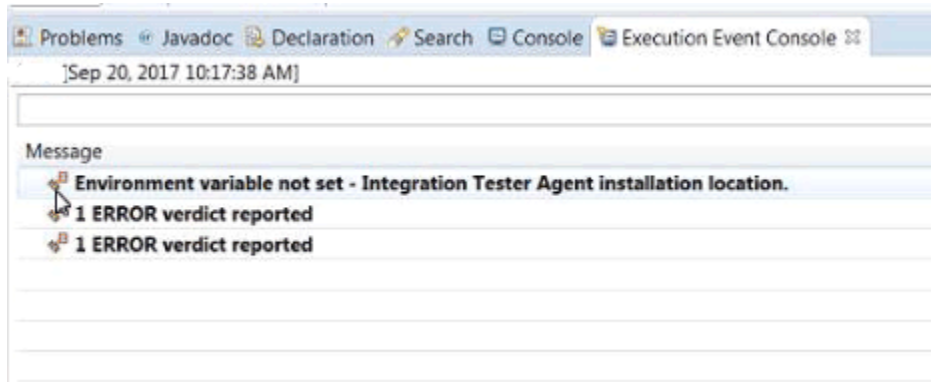 Problems @ Javadoc Declaration Search Console Execution Event Console
[Sep 20, 2017 10:17:38 AM]
Message
Environment variable not set - Integration Tester Agent installation location.
1 ERROR verdict reported
1 ERROR verdict reported